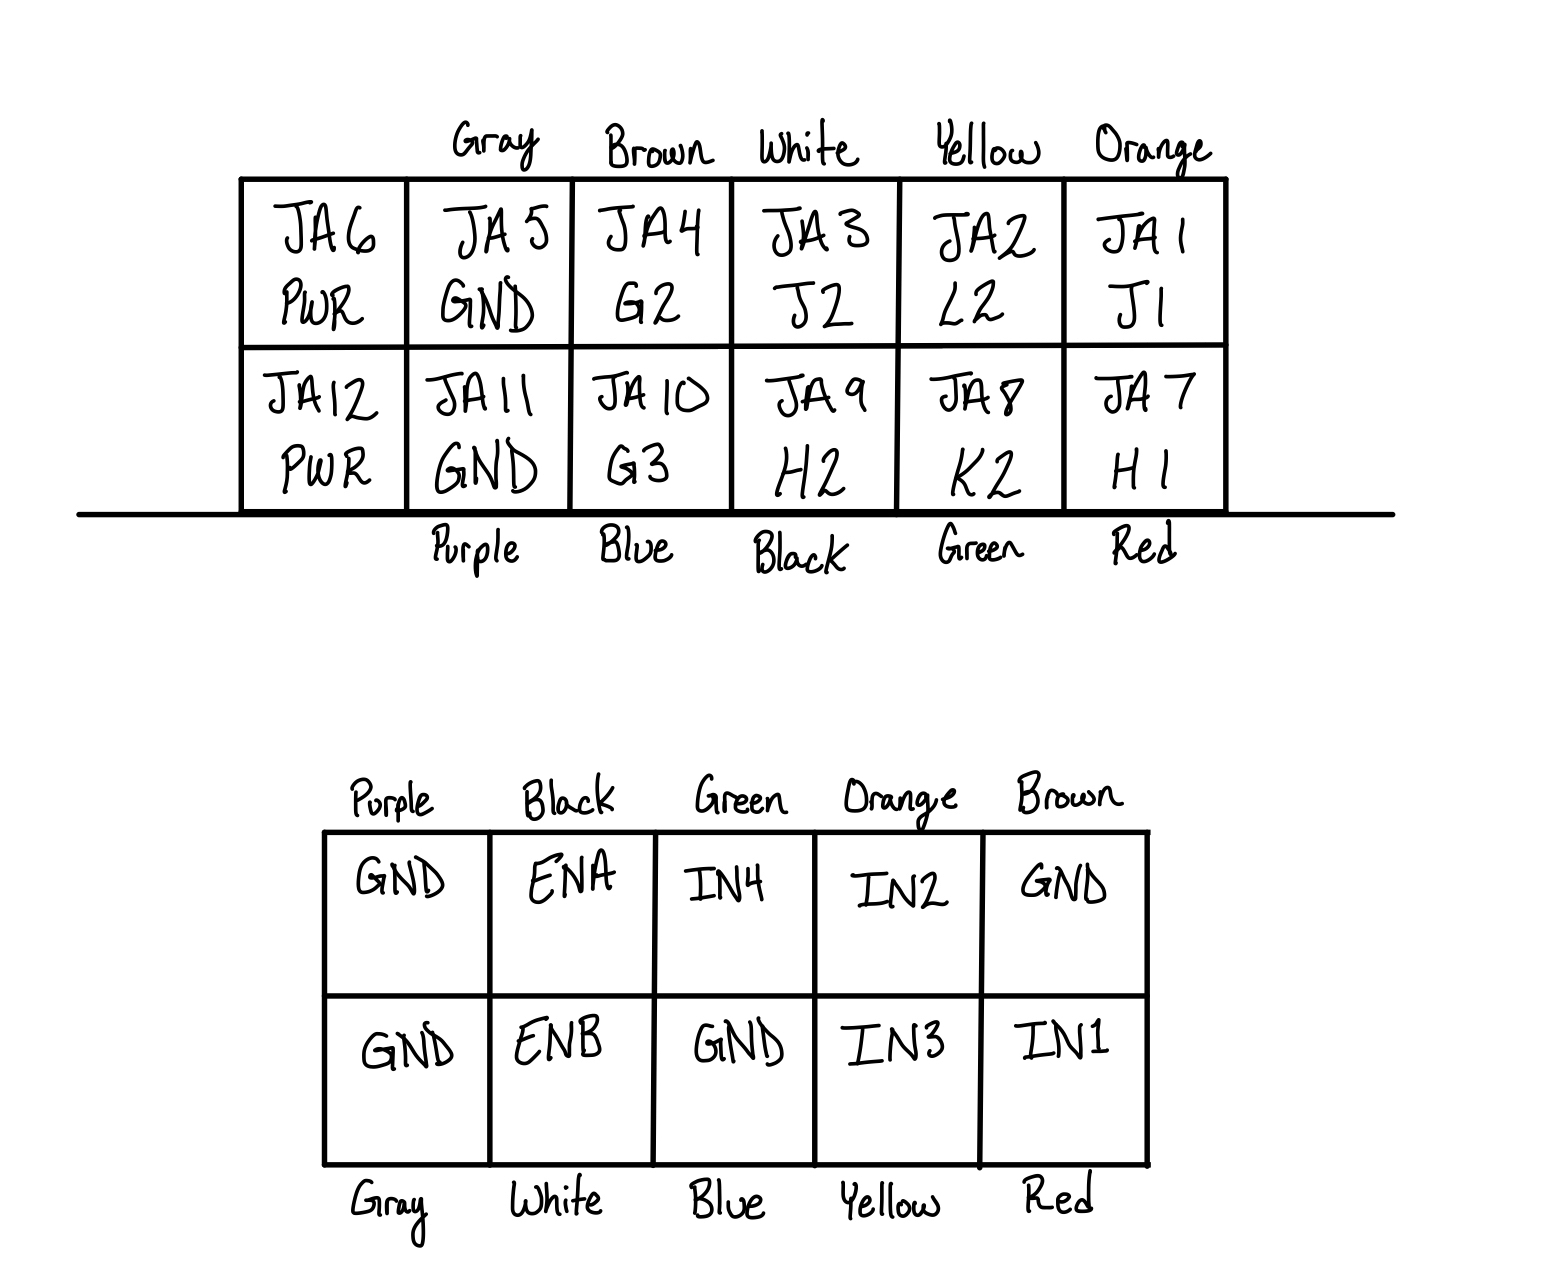 Gray Brown White Yellow Orange
JA6 JA5 JA4 JA3 JA2 JA1
PWR GND G2 J2 L2 J1
JA12 JA11 JA10 JA9 JA8 JA7
PWR GND G3 H2 K2 H1
Purple Blue Black Green Red
Purple Black Green Orange Brown
GND ENA IN4 IN2 GND
GND ENB GND IN3 IN1
Gray White Blue Yellow Red